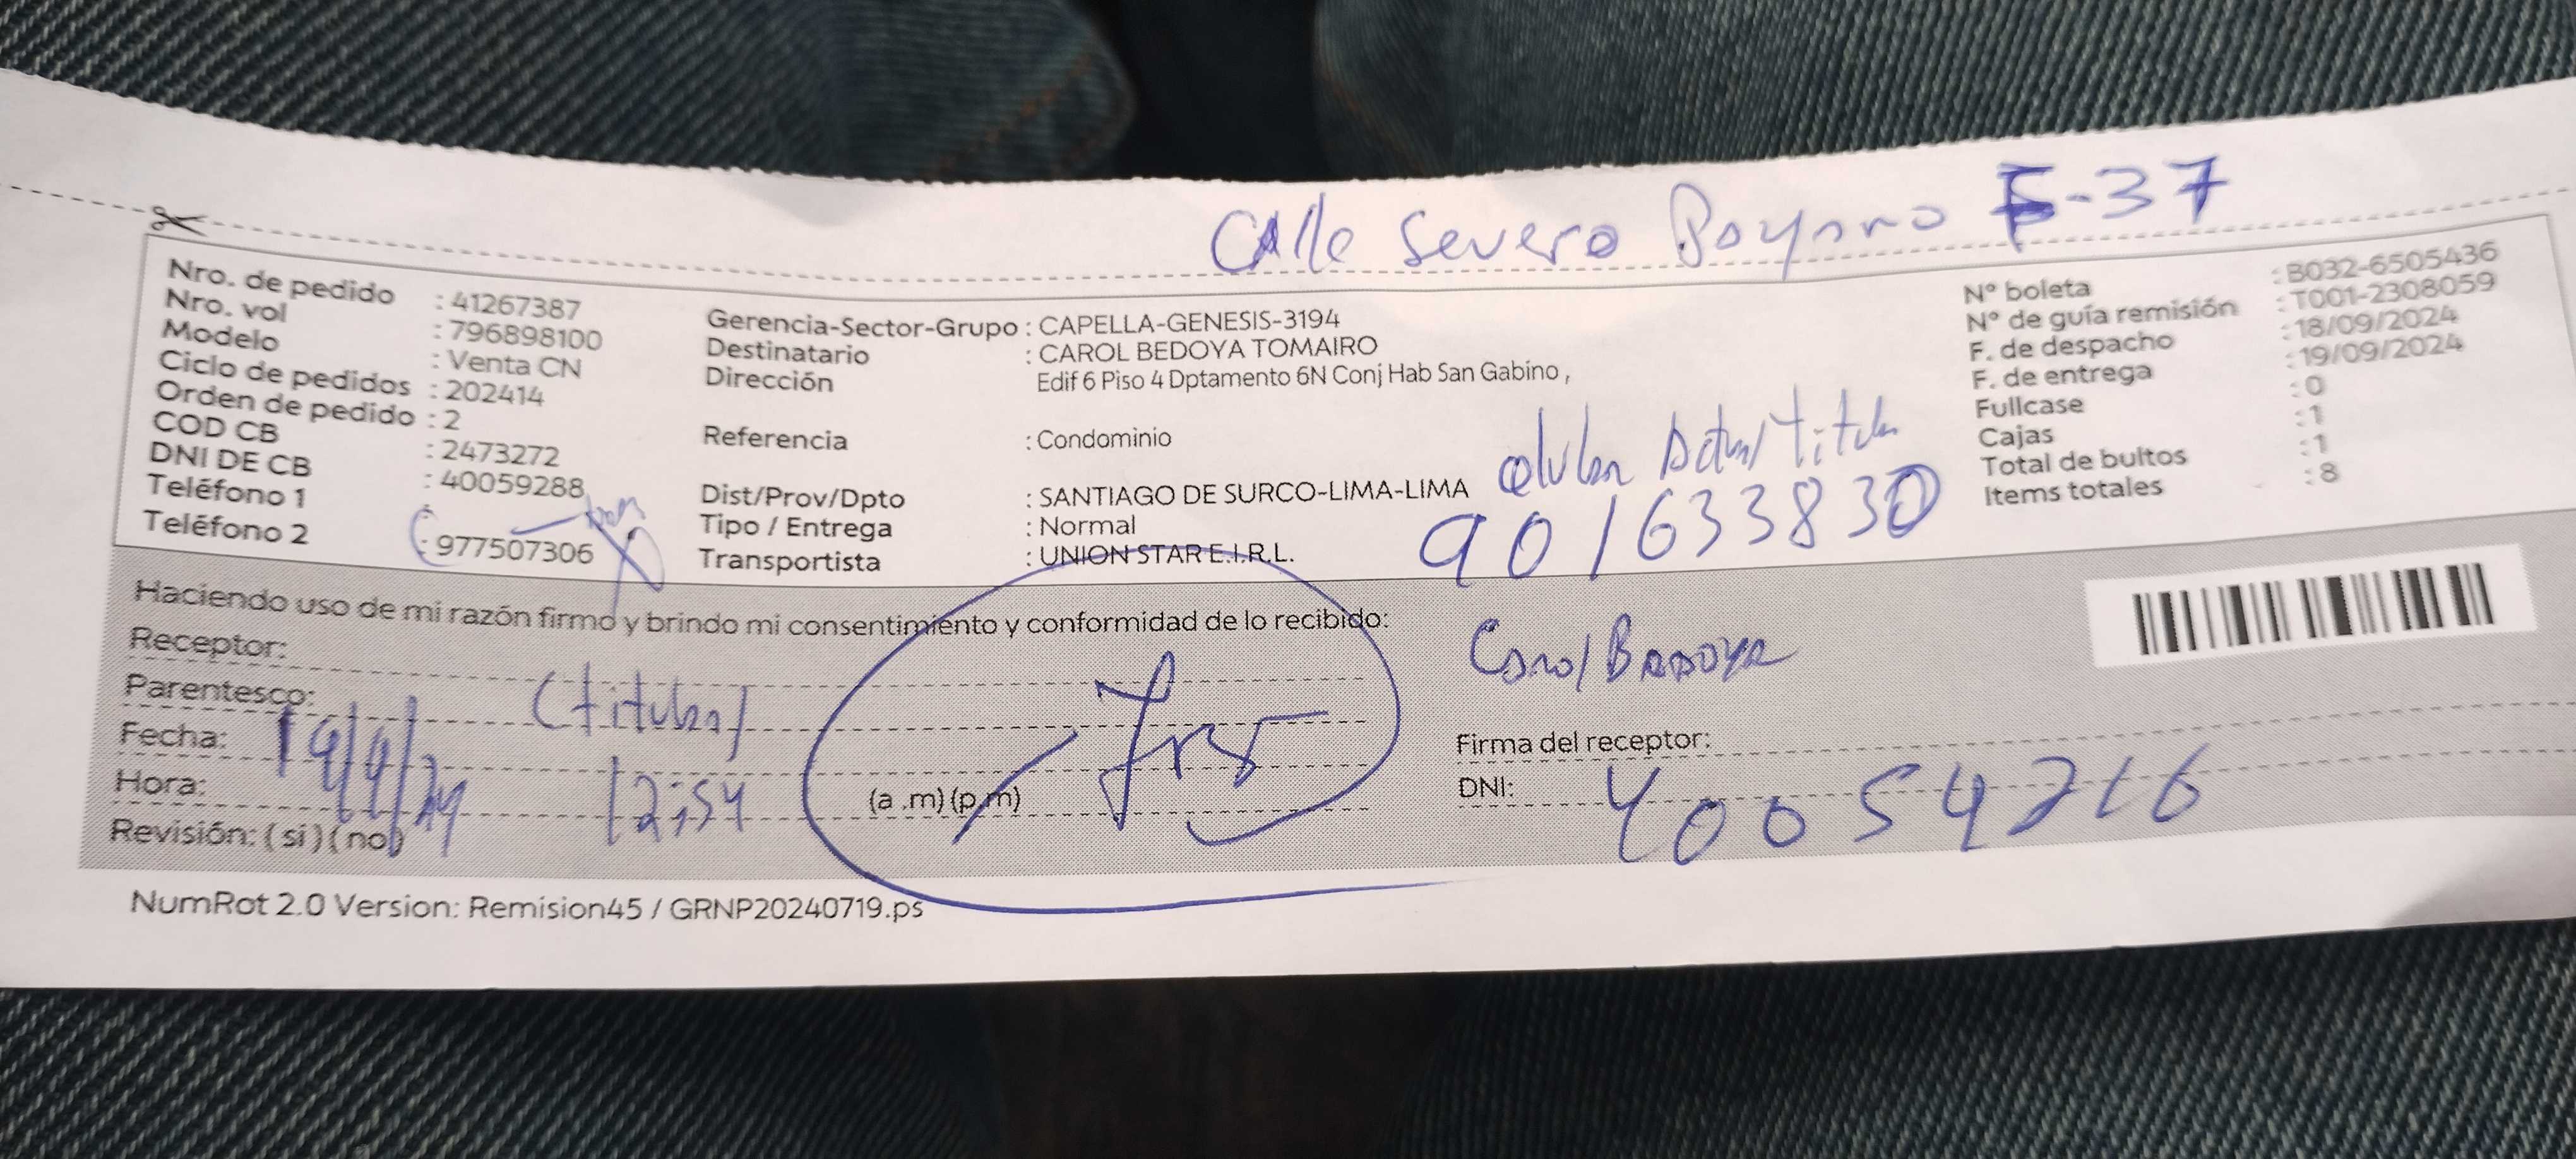 Calle Severo Boyano F-37
Nro. de pedido : 41267387
Nro. vol : 796898100
Modelo : Venta CN
Ciclo de pedidos : 202414
Orden de pedido : 2
COD CB : 2473272
DNI DE CB : 40059288
Teléfono 1 :
Teléfono 2 : 977507306
Gerencia-Sector-Grupo : CAPELLA-GENESIS-3194
Destinatario : CAROL BEDOYA TOMAIRO
Dirección Edif 6 Piso 4 Dptamento 6N Conj Hab San Gabino ,
Referencia : Condominio
Dist/Prov/Dpto : SANTIAGO DE SURCO-LIMA-LIMA
Tipo / Entrega : Normal
Transportista : UNION STAR E.I.R.L.
celular Actual titular
901633830
N° boleta : B032-6505436
N° de guía remisión : T001-2308059
F. de despacho : 18/09/2024
F. de entrega : 19/09/2024
Fullcase : 0
Cajas : 1
Total de bultos : 1
Items totales : 8
Haciendo uso de mi razón firmo y brindo mi consentimiento y conformidad de lo recibido:
Receptor: Carol Bedoya
Parentesco: (titular)
Fecha: 19/9/24
Hora: 12:54 (a .m) (p.m)
Revisión: ( si ) ( no )
Firma del receptor:
DNI: 40054216
NumRot 2.0 Version: Remision45 / GRNP20240719.ps